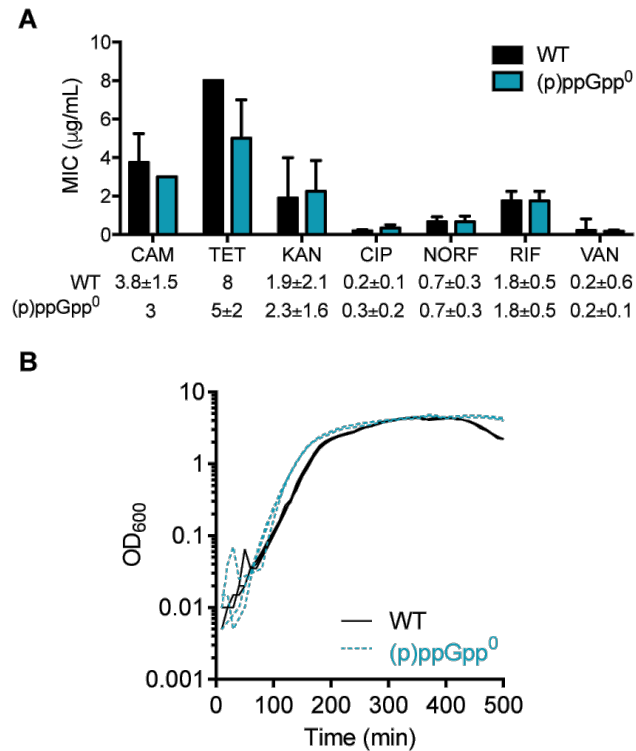 A
10
8
6
4
2
0
MIC (µg/mL)
WT
(p)ppGpp⁰
CAM TET KAN CIP NORF RIF VAN
WT 3.8±1.5 8 1.9±2.1 0.2±0.1 0.7±0.3 1.8±0.5 0.2±0.6
(p)ppGpp⁰ 3 5±2 2.3±1.6 0.3±0.2 0.7±0.3 1.8±0.5 0.2±0.1
B
10
1
0.1
0.01
0.001
OD₆₀₀
WT
(p)ppGpp⁰
0 100 200 300 400 500
Time (min)